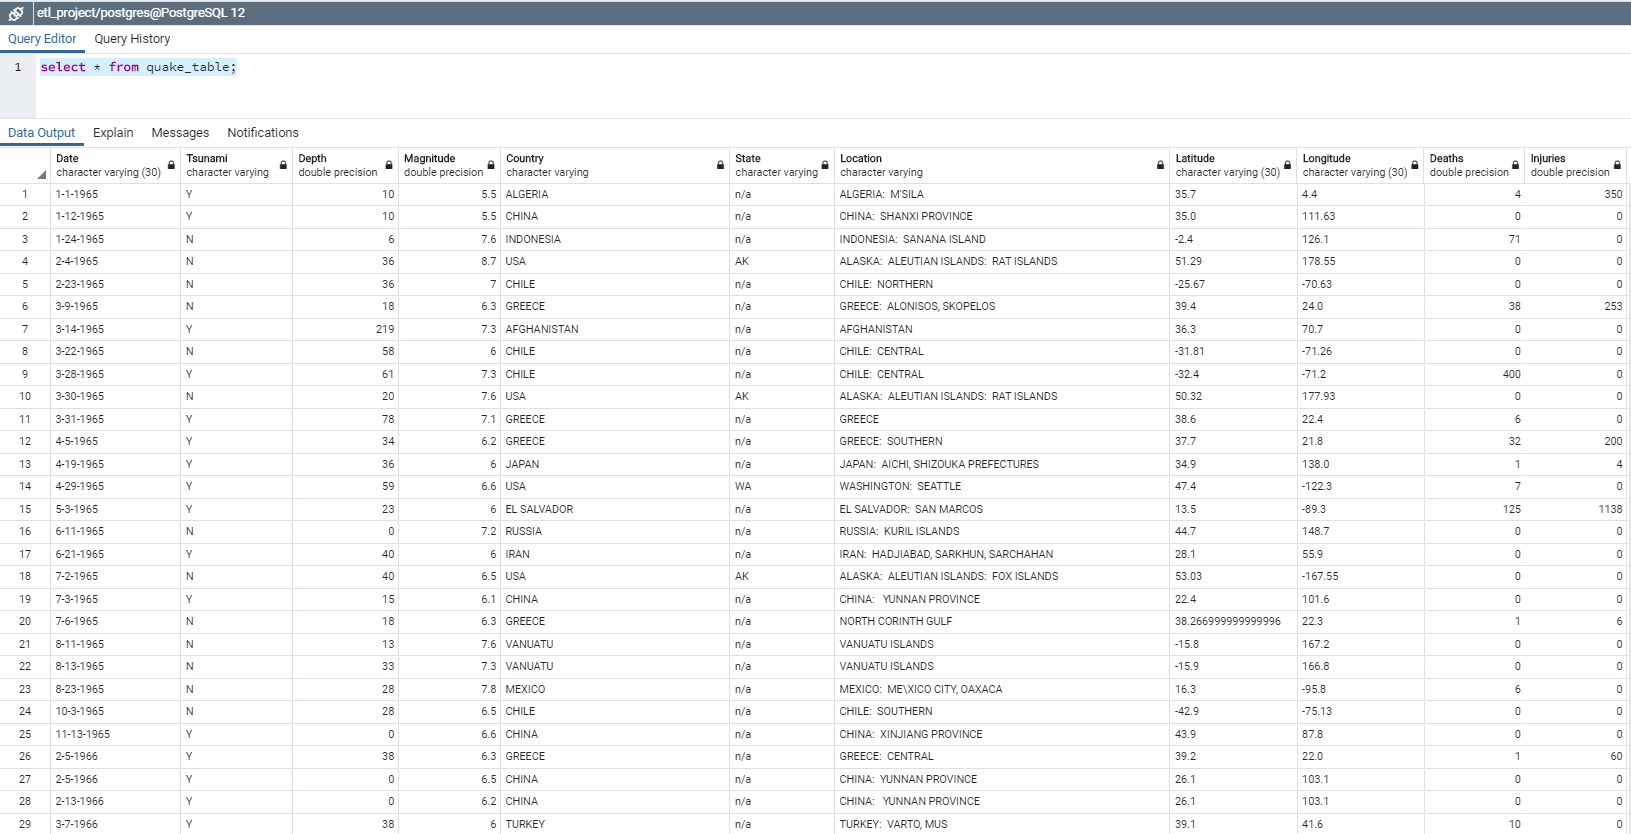 etl_project/postgres@PostgreSQL 12
Query Editor Query History
1 select * from quake_table;
Data Output Explain Messages Notifications
Date Tsunami Depth Magnitude Country State Location Latitude Longitude Deaths Injuries
character varying (30) character varying double precision double precision character varying character varying character varying character varying (30) character varying (30) double precision double precision
1 1-1-1965 Y 10 5.5 ALGERIA n/a ALGERIA: M'SILA 35.7 4.4 4 350
2 1-12-1965 Y 10 5.5 CHINA n/a CHINA: SHANXI PROVINCE 35.0 111.63 0 0
3 1-24-1965 N 6 7.6 INDONESIA n/a INDONESIA: SANANA ISLAND -2.4 126.1 71 0
4 2-4-1965 N 36 8.7 USA AK ALASKA: ALEUTIAN ISLANDS: RAT ISLANDS 51.29 178.55 0 0
5 2-23-1965 N 36 7 CHILE n/a CHILE: NORTHERN -25.67 -70.63 0 0
6 3-9-1965 N 18 6.3 GREECE n/a GREECE: ALONISOS, SKOPELOS 39.4 24.0 38 253
7 3-14-1965 Y 219 7.3 AFGHANISTAN n/a AFGHANISTAN 36.3 70.7 0 0
8 3-22-1965 N 58 6 CHILE n/a CHILE: CENTRAL -31.81 -71.26 0 0
9 3-28-1965 Y 61 7.3 CHILE n/a CHILE: CENTRAL -32.4 -71.2 400 0
10 3-30-1965 N 20 7.6 USA AK ALASKA: ALEUTIAN ISLANDS: RAT ISLANDS 50.32 177.93 0 0
11 3-31-1965 Y 78 7.1 GREECE n/a GREECE 38.6 22.4 6 0
12 4-5-1965 Y 34 6.2 GREECE n/a GREECE: SOUTHERN 37.7 21.8 32 200
13 4-19-1965 Y 36 6 JAPAN n/a JAPAN: AICHI, SHIZOUKA PREFECTURES 34.9 138.0 1 4
14 4-29-1965 Y 59 6.6 USA WA WASHINGTON: SEATTLE 47.4 -122.3 7 0
15 5-3-1965 Y 23 6 EL SALVADOR n/a EL SALVADOR: SAN MARCOS 13.5 -89.3 125 1138
16 6-11-1965 N 0 7.2 RUSSIA n/a RUSSIA: KURIL ISLANDS 44.7 148.7 0 0
17 6-21-1965 Y 40 6 IRAN n/a IRAN: HADJIABAD, SARKHUN, SARCHAHAN 28.1 55.9 0 0
18 7-2-1965 N 40 6.5 USA AK ALASKA: ALEUTIAN ISLANDS: FOX ISLANDS 53.03 -167.55 0 0
19 7-3-1965 Y 15 6.1 CHINA n/a CHINA: YUNNAN PROVINCE 22.4 101.6 0 0
20 7-6-1965 N 18 6.3 GREECE n/a NORTH CORINTH GULF 38.266999999999996 22.3 1 6
21 8-11-1965 N 13 7.6 VANUATU n/a VANUATU ISLANDS -15.8 167.2 0 0
22 8-13-1965 N 33 7.3 VANUATU n/a VANUATU ISLANDS -15.9 166.8 0 0
23 8-23-1965 N 28 7.8 MEXICO n/a MEXICO: ME\XICO CITY, OAXACA 16.3 -95.8 6 0
24 10-3-1965 N 28 6.5 CHILE n/a CHILE: SOUTHERN -42.9 -75.13 0 0
25 11-13-1965 Y 0 6.6 CHINA n/a CHINA: XINJIANG PROVINCE 43.9 87.8 0 0
26 2-5-1966 Y 38 6.3 GREECE n/a GREECE: CENTRAL 39.2 22.0 1 60
27 2-5-1966 Y 0 6.5 CHINA n/a CHINA: YUNNAN PROVINCE 26.1 103.1 0 0
28 2-13-1966 Y 0 6.2 CHINA n/a CHINA: YUNNAN PROVINCE 26.1 103.1 0 0
29 3-7-1966 Y 38 6 TURKEY n/a TURKEY: VARTO, MUS 39.1 41.6 10 0